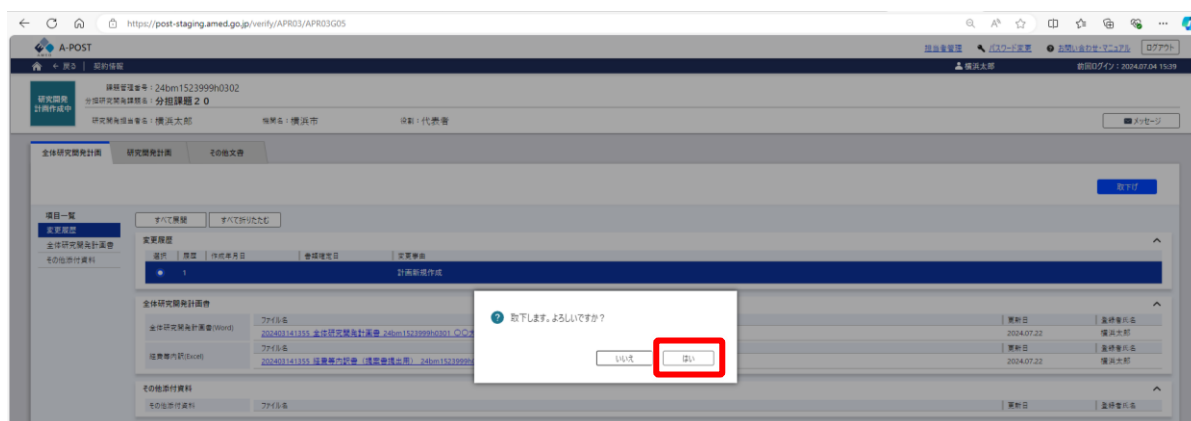 https://post-staging.amed.go.jp/verify/APR03/APR03G05
A-POST
担当者管理 パスワード変更 お問い合わせ・マニュアル ログアウト
← 戻る | 契約情報 横浜太郎 前回ログイン：2024.07.04 15:39
研究開発
計画作成中
課題管理番号：24bm1523999h0302
分担研究開発課題名：分担課題２０
研究開発担当者名：横浜太郎 機関名：横浜市 役割：代表者 メッセージ
全体研究開発計画 研究開発計画 その他文書
取下げ
項目一覧
変更履歴
全体研究開発計画書
その他添付資料
すべて展開 すべて折りたたむ
変更履歴
選択 履歴 作成年月日 変更事由
1 計画新規作成
全体研究開発計画書
全体研究開発計画書(Word) ファイル名 更新日 登録者氏名
202403141355_全体研究開発計画書_24bm1523999h0301_〇〇 2024.07.22 横浜太郎
経費等内訳(Excel) ファイル名 更新日 登録者氏名
202403141355_経費等内訳書（提案書提出用）_24bm1523999h 2024.07.22 横浜太郎
その他添付資料
その他添付資料 ファイル名 更新日 登録者氏名
取下します。よろしいですか？
いいえ はい